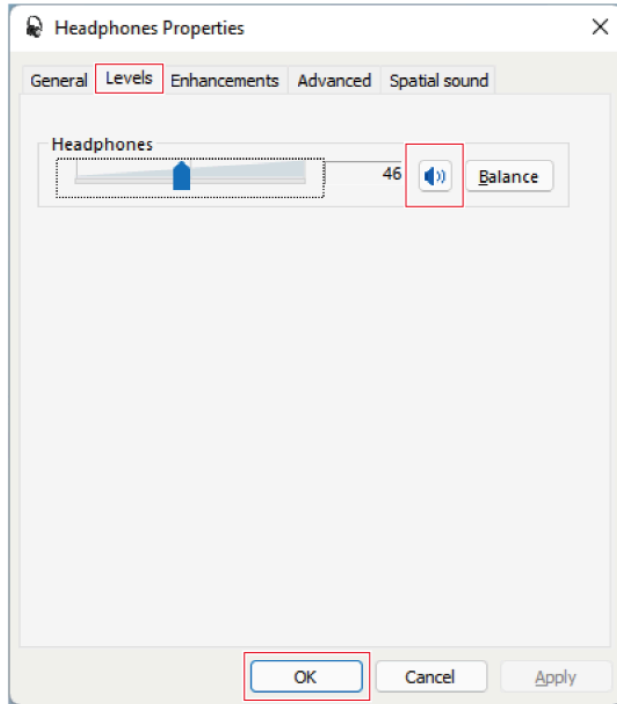 Headphones Properties
General Levels Enhancements Advanced Spatial sound
Headphones
46 Balance
OK Cancel Apply